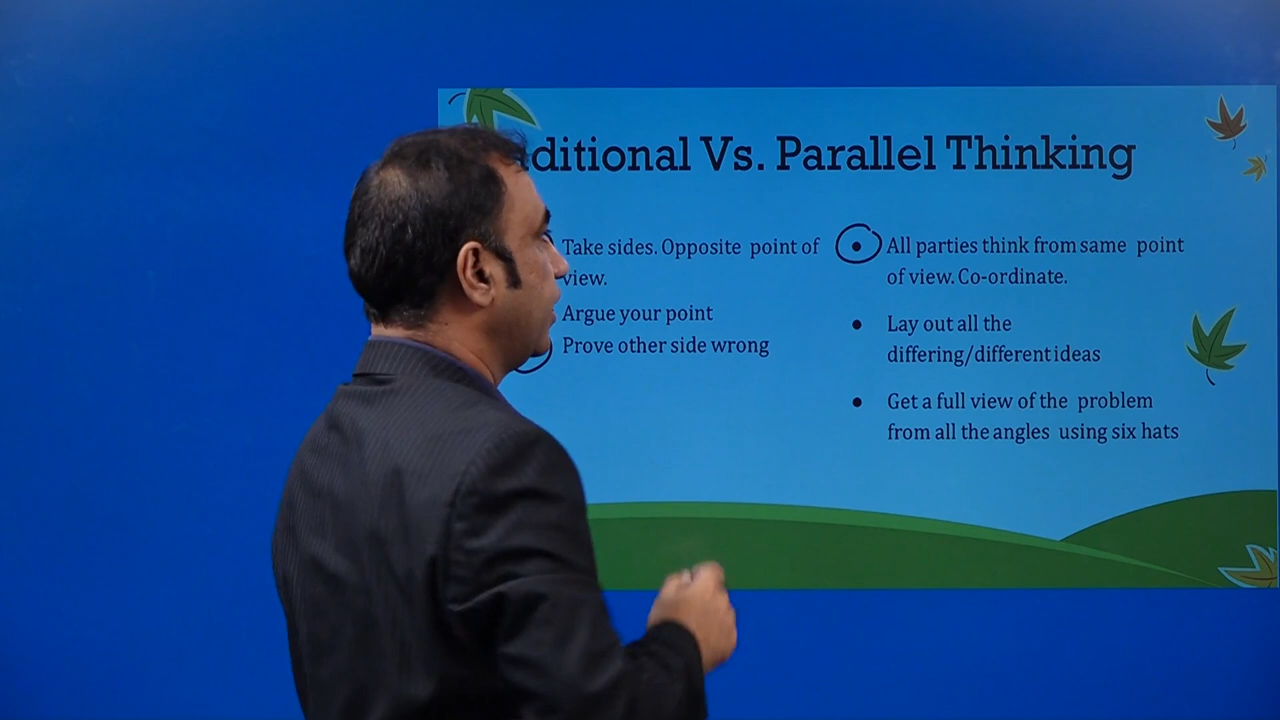 ditional Vs. Parallel Thinking
Take sides. Opposite point of
view.
Argue your point
Prove other side wrong
All parties think from same point
of view. Co-ordinate.
Lay out all the
differing/different ideas
Get a full view of the problem
from all the angles using six hats